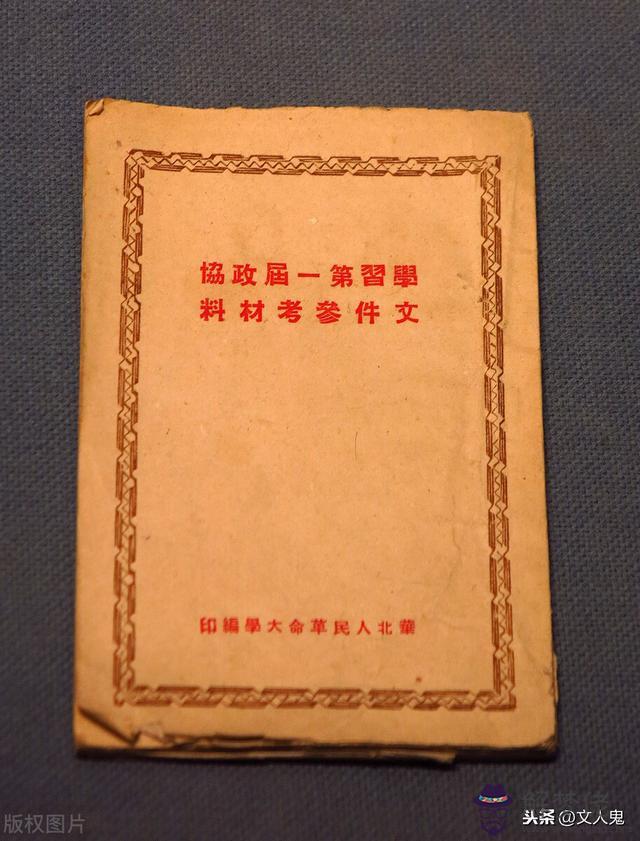 學習第一屆政協
文件參考材料
華北人民革命大學編印
版权图片
头条@文人鬼